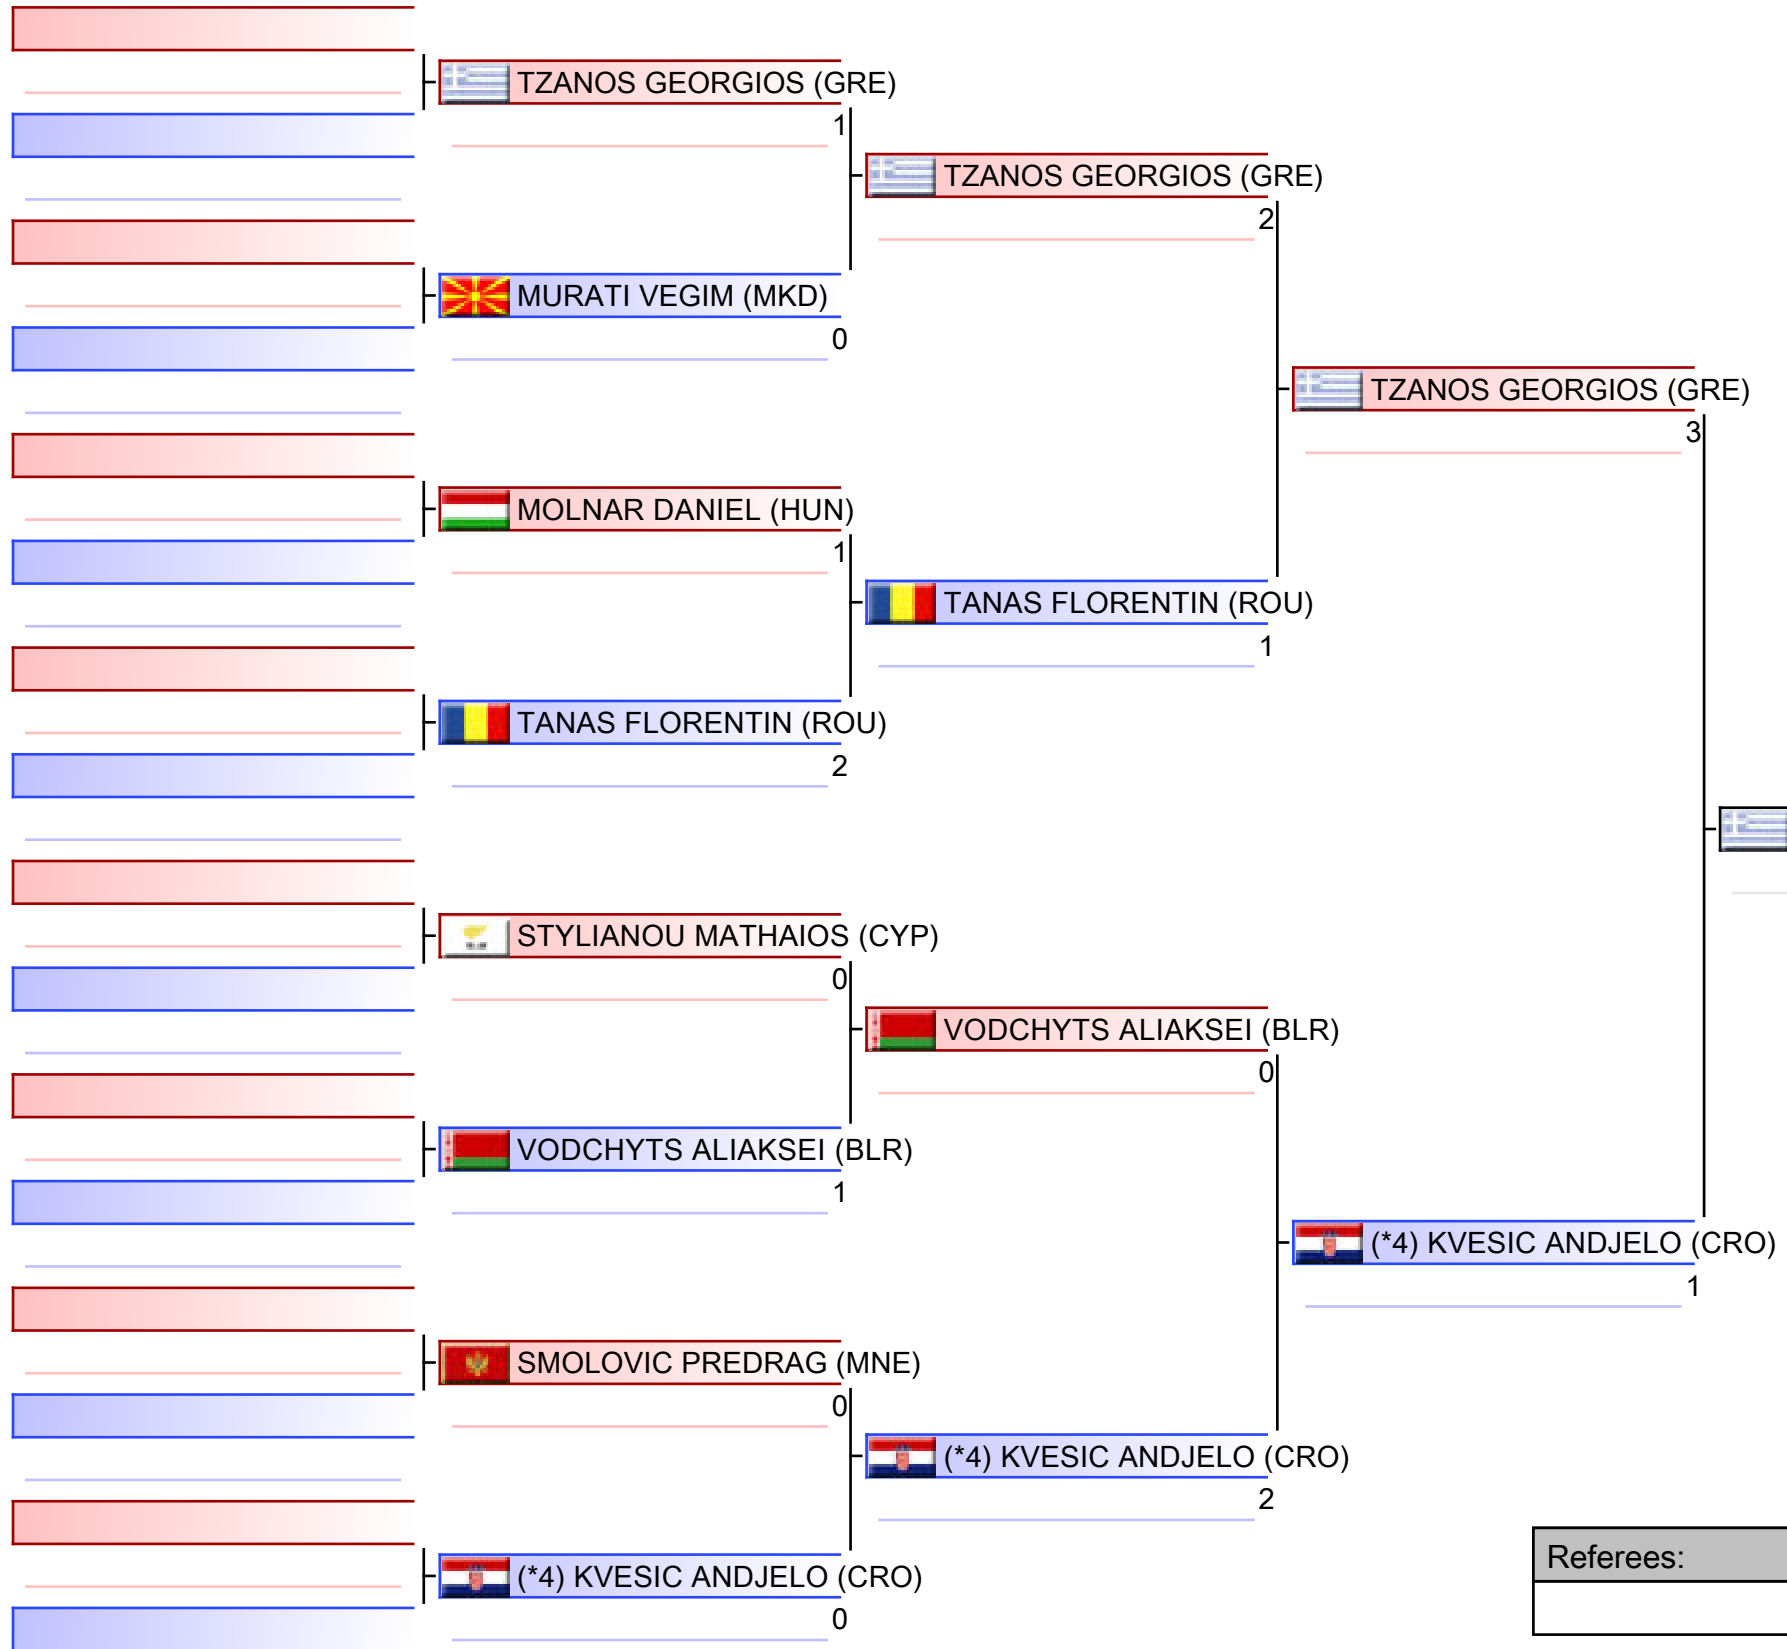 TZANOS GEORGIOS (GRE)
1
TZANOS GEORGIOS (GRE)
2
MURATI VEGIM (MKD)
0
TZANOS GEORGIOS (GRE)
3
MOLNAR DANIEL (HUN)
1
TANAS FLORENTIN (ROU)
1
TANAS FLORENTIN (ROU)
2
STYLIANOU MATHAIOS (CYP)
0
VODCHYTS ALIAKSEI (BLR)
0
VODCHYTS ALIAKSEI (BLR)
1
(*4) KVESIC ANDJELO (CRO)
1
SMOLOVIC PREDRAG (MNE)
0
(*4) KVESIC ANDJELO (CRO)
2
Referees:
(*4) KVESIC ANDJELO (CRO)
0